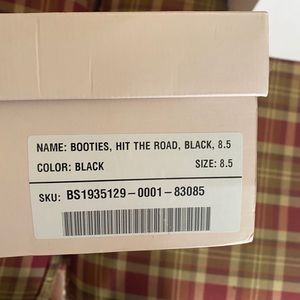 NAME: BOOTIES, HIT THE ROAD, BLACK, 8.5
COLOR: BLACK SIZE: 8.5
SKU: BS1935129-0001-83085